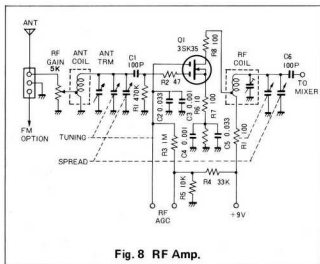 ANT
RF
GAIN
5K
ANT
COIL
ANT
TRM
C1
100P
R1 470K
R2 47
Q1
3SK35
R8 100
RF
COIL
C6
100P
TO
MIXER
FM
OPTION
TUNING
SPREAD
C2 0.033
C3 0.001
R6 10
R7 100
C4 0.001
C5 0.033
R1 100
R3 1M
R4 33K
R5 10K
RF
AGC
+9V
Fig. 8 RF Amp.